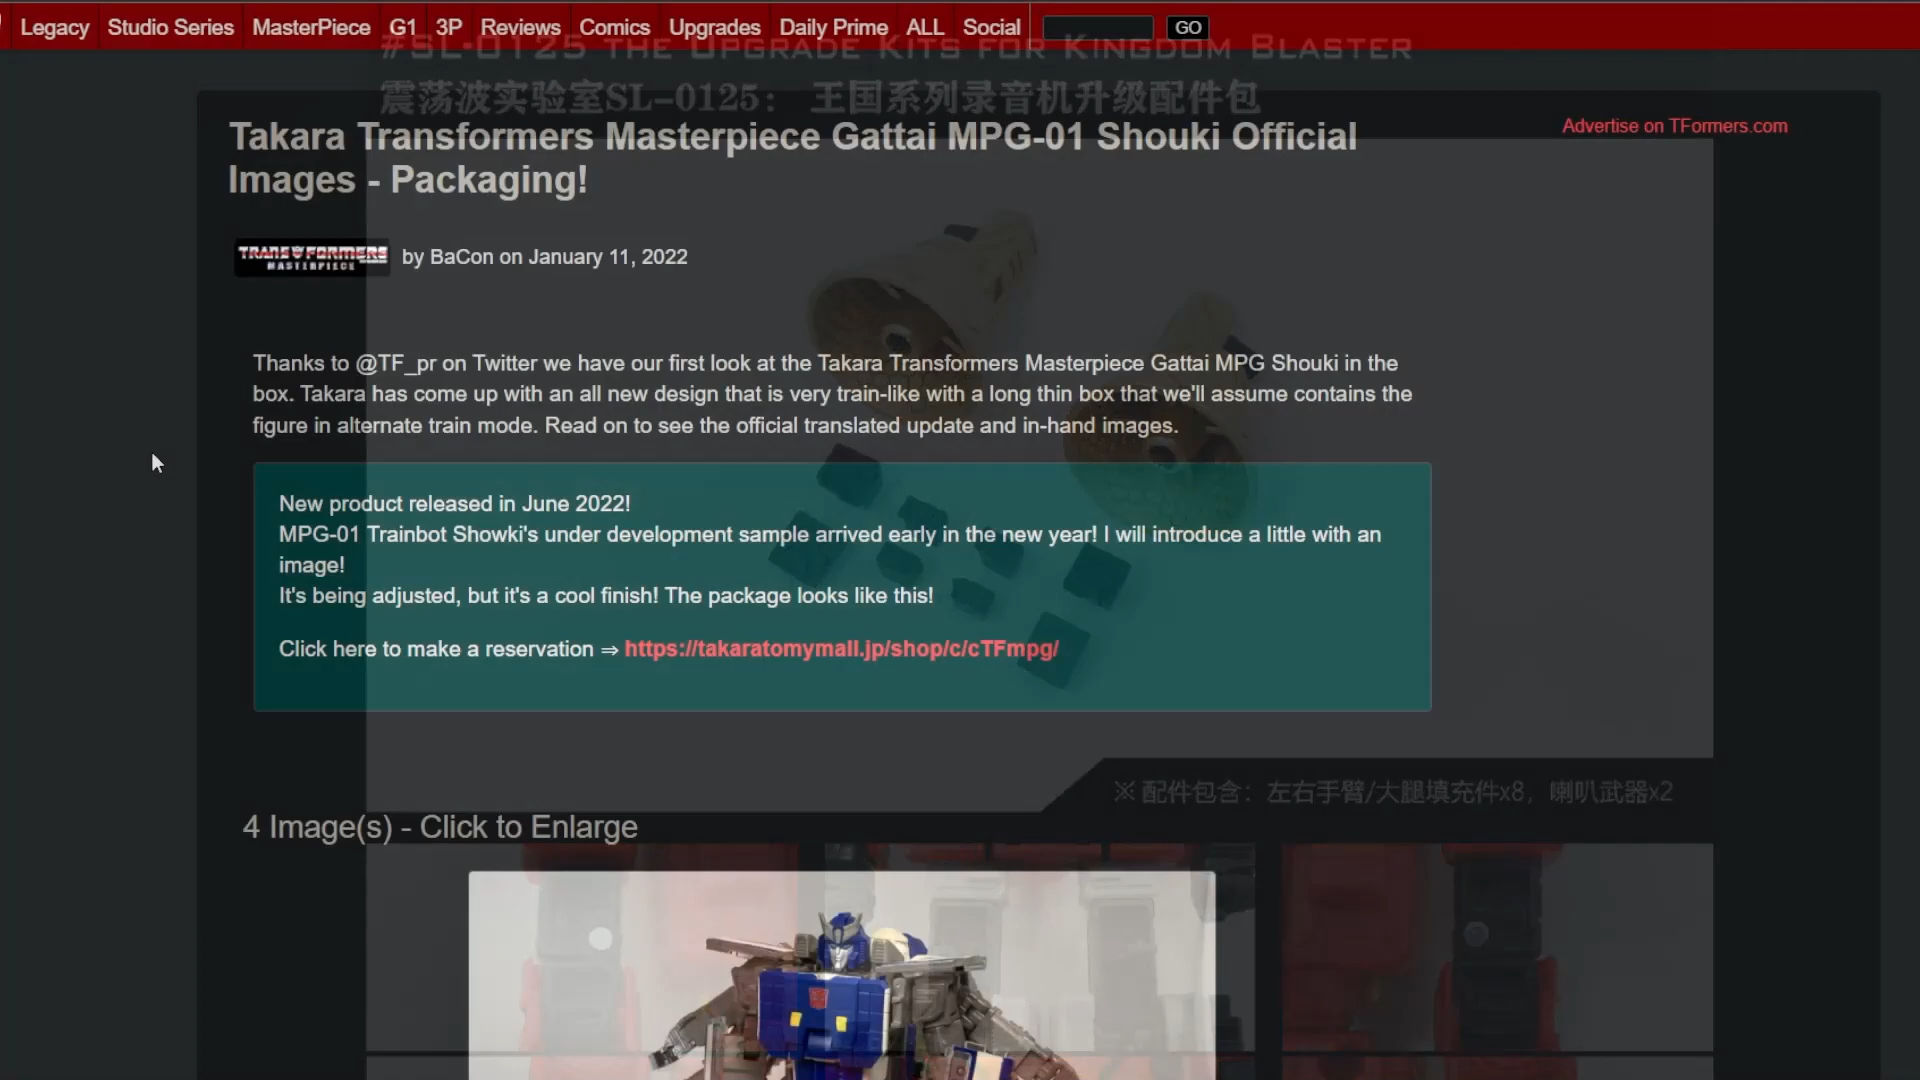 Legacy Studio Series MasterPiece G1 3P Reviews Comics Upgrades Daily Prime ALL Social GO
#SL-0125 THE UPGRADE KITS FOR KINGDOM BLASTER
震荡波实验室SL-0125： 王国系列录音机升级配件包
Takara Transformers Masterpiece Gattai MPG-01 Shouki Official
Images - Packaging!
Advertise on TFormers.com
TRANSFORMERS
MASTERPIECE
by BaCon on January 11, 2022
Thanks to @TF_pr on Twitter we have our first look at the Takara Transformers Masterpiece Gattai MPG Shouki in the
box. Takara has come up with an all new design that is very train-like with a long thin box that we'll assume contains the
figure in alternate train mode. Read on to see the official translated update and in-hand images.
New product released in June 2022!
MPG-01 Trainbot Showki's under development sample arrived early in the new year! I will introduce a little with an
image!
It's being adjusted, but it's a cool finish! The package looks like this!
Click here to make a reservation ⇒ https://takaratomymall.jp/shop/c/cTFmpg/
※ 配件包含：左右手臂/大腿填充件x8，喇叭武器x2
4 Image(s) - Click to Enlarge